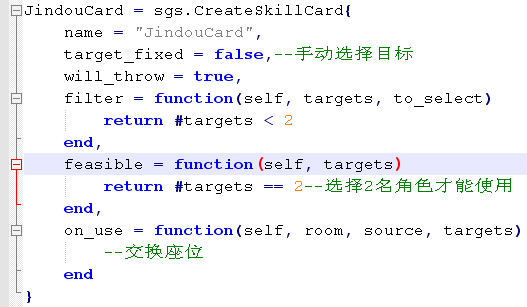 JindouCard = sgs.CreateSkillCard{
name = "JindouCard",
target_fixed = false,--手动选择目标
will_throw = true,
filter = function(self, targets, to_select)
return #targets < 2
end,
feasible = function(self, targets)
return #targets == 2--选择2名角色才能使用
end,
on_use = function(self, room, source, targets)
--交换座位
end
}